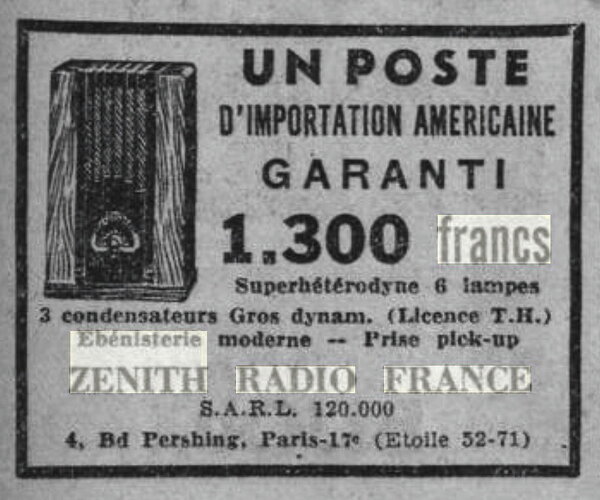 UN POSTE
D'IMPORTATION AMERICAINE
GARANTI
1.300 francs
Superhétérodyne 6 lampes
3 condensateurs Gros dynam. (Licence T.H.)
Ebénisterie moderne -- Prise pick-up
ZENITH RADIO FRANCE
S.A.R.L. 120.000
4, Bd Pershing, Paris-17e (Etoile 52-71)